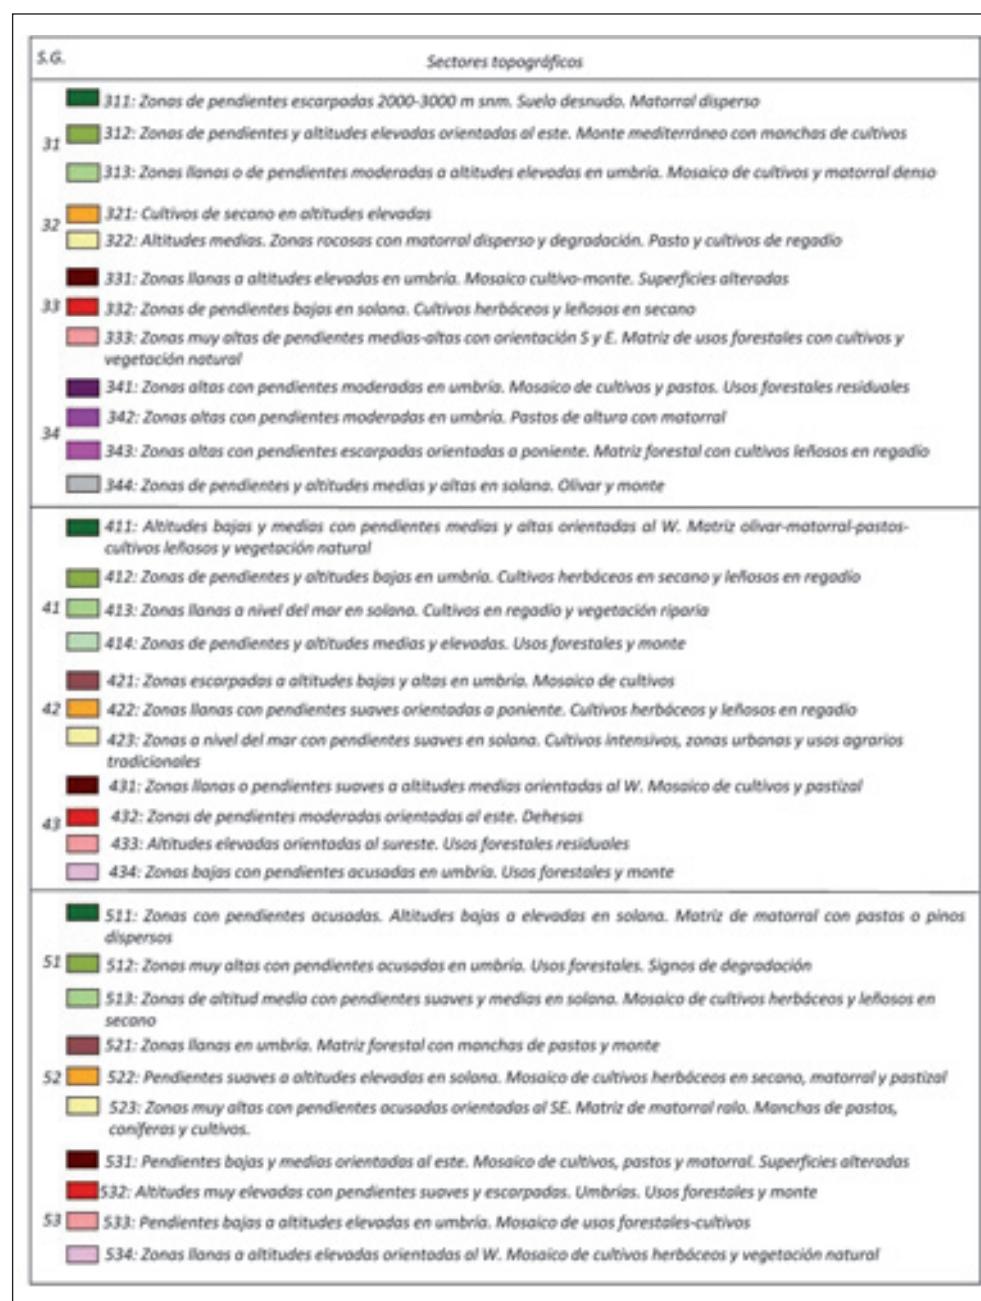 S.G. Sectores topográficos
311: Zonas de pendientes escarpadas 2000-3000 m snm. Suelo desnudo. Matorral disperso
31
312: Zonas de pendientes y altitudes elevadas orientadas al este. Monte mediterráneo con manchas de cultivos
313: Zonas llanas o de pendientes moderadas a altitudes elevadas en umbría. Mosaico de cultivos y matorral denso
321: Cultivos de secano en altitudes elevadas
32
322: Altitudes medias. Zonas rocosas con matorral disperso y degradación. Pasto y cultivos de regadío
331: Zonas llanas a altitudes elevadas en umbría. Mosaico cultivo-monte. Superficies alteradas
33 332: Zonas de pendientes bajas en solana. Cultivos herbáceos y leñosos en secano
333: Zonas muy altas de pendientes medias-altas con orientación S y E. Matriz de usos forestales con cultivos y
vegetación natural
341: Zonas altas con pendientes moderadas en umbría. Mosaico de cultivos y pastos. Usos forestales residuales
342: Zonas altas con pendientes moderadas en umbría. Pastos de altura con matorral
34
343: Zonas altas con pendientes escarpadas orientadas a poniente. Matriz forestal con cultivos leñosos en regadío
344: Zonas de pendientes y altitudes medias y altas en solana. Olivar y monte
411: Altitudes bajas y medias con pendientes medias y altas orientadas al W. Matriz olivar-matorral-pastos-
cultivos leñosos y vegetación natural
412: Zonas de pendientes y altitudes bajas en umbría. Cultivos herbáceos en secano y leñosos en regadío
41 413: Zonas llanas a nivel del mar en solana. Cultivos en regadío y vegetación riparia
414: Zonas de pendientes y altitudes medias y elevadas. Usos forestales y monte
421: Zonas escarpadas a altitudes bajas y altas en umbría. Mosaico de cultivos
42 422: Zonas llanas con pendientes suaves orientadas a poniente. Cultivos herbáceos y leñosos en regadío
423: Zonas a nivel del mar con pendientes suaves en solana. Cultivos intensivos, zonas urbanas y usos agrarios
tradicionales
431: Zonas llanas o pendientes suaves a altitudes medias orientadas al W. Mosaico de cultivos y pastizal
43 432: Zonas de pendientes moderadas orientadas al este. Dehesas
433: Altitudes elevadas orientadas al sureste. Usos forestales residuales
434: Zonas bajas con pendientes acusadas en umbría. Usos forestales y monte
511: Zonas con pendientes acusadas. Altitudes bajas a elevadas en solana. Matriz de matorral con pastos o pinos
dispersos
51 512: Zonas muy altas con pendientes acusadas en umbría. Usos forestales. Signos de degradación
513: Zonas de altitud media con pendientes suaves y medias en solana. Mosaico de cultivos herbáceos y leñosos en
secano
521: Zonas llanas en umbría. Matriz forestal con manchas de pastos y monte
52 522: Pendientes suaves a altitudes elevadas en solana. Mosaico de cultivos herbáceos en secano, matorral y pastizal
523: Zonas muy altas con pendientes acusadas orientadas al SE. Matriz de matorral ralo. Manchas de pastos,
coníferas y cultivos.
531: Pendientes bajas y medias orientadas al este. Mosaico de cultivos, pastos y matorral. Superficies alteradas
532: Altitudes muy elevadas con pendientes suaves y escarpadas. Umbrías. Usos forestales y monte
53 533: Pendientes bajas a altitudes elevadas en umbría. Mosaico de usos forestales-cultivos
534: Zonas llanas a altitudes elevadas orientadas al W. Mosaico de cultivos herbáceos y vegetación natural